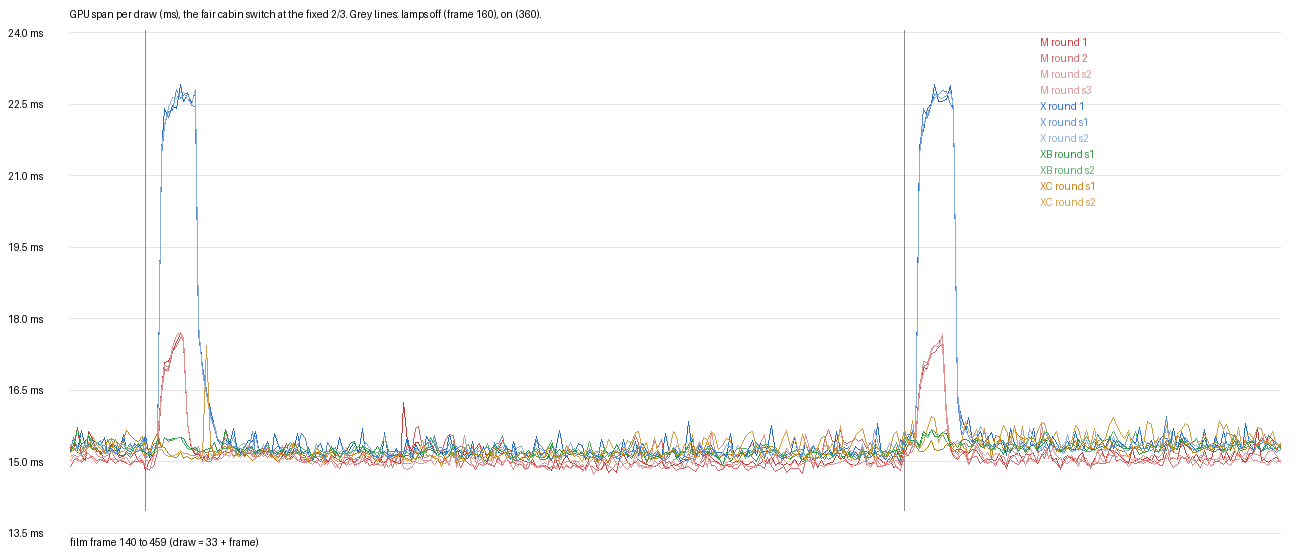 GPU span per draw (ms), the fair cabin switch at the fixed 2/3. Grey lines: lamps off (frame 160), on (360).
24.0 ms
M round 1
M round 2
M round s2
M round s3
22.5 ms
X round 1
X round s1
X round s2
XB round s1
XB round s2
21.0 ms
XC round s1
XC round s2
19.5 ms
18.0 ms
16.5 ms
15.0 ms
13.5 ms
film frame 140 to 459 (draw = 33 + frame)